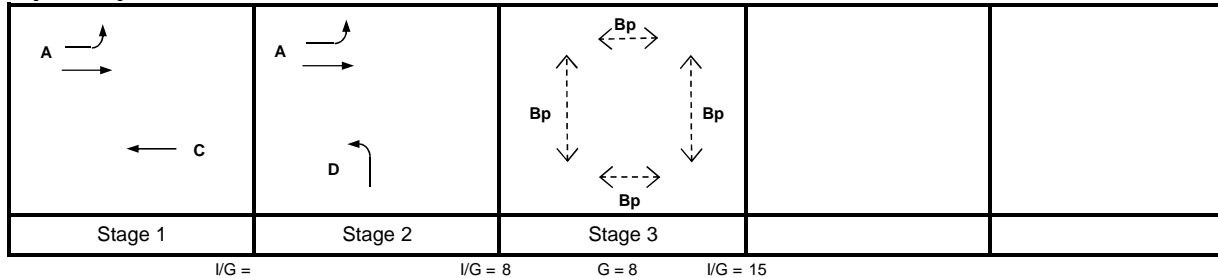 Bp
A
A
Bp
Bp
C
D
Bp
Stage 1
Stage 2
Stage 3
I/G =
I/G = 8
G = 8
I/G = 15